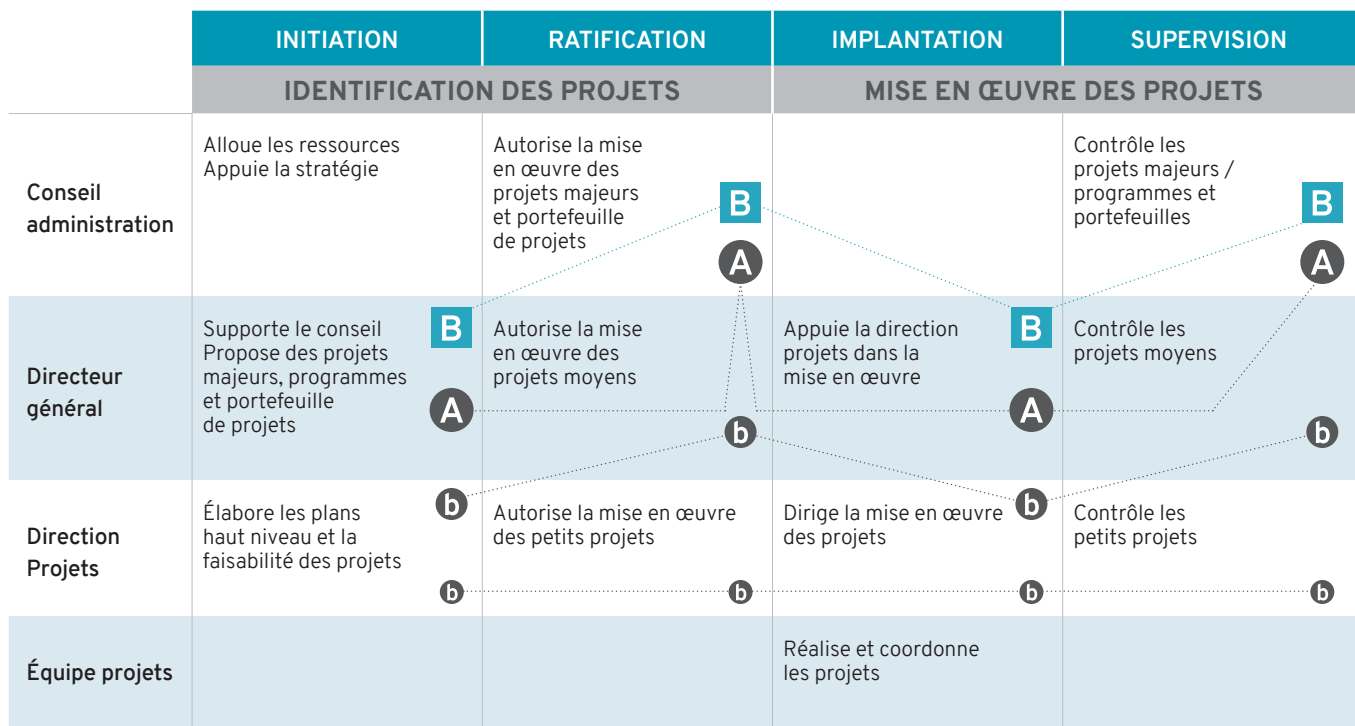 INITIATION
RATIFICATION
IMPLANTATION
SUPERVISION
IDENTIFICATION DES PROJETS
MISE EN ŒUVRE DES PROJETS
Conseil
administration
Alloue les ressources
Appuie la stratégie
Autorise la mise
en œuvre des
projets majeurs
et portefeuille
de projets
B
A
Contrôle les
projets majeurs /
programmes et
portefeuilles
B
A
Directeur
général
Supporte le conseil
Propose des projets
majeurs, programmes
et portefeuille
de projets
B
A
Autorise la mise
en œuvre des
projets moyens
b
Appuie la direction
projets dans la
mise en œuvre
B
A
Contrôle les
projets moyens
b
Direction
Projets
Élabore les plans
haut niveau et la
faisabilité des projets
b
b
Autorise la mise en œuvre
des petits projets
b
Dirige la mise en œuvre
des projets
b
b
Contrôle les
petits projets
b
Équipe projets
Réalise et coordonne
les projets